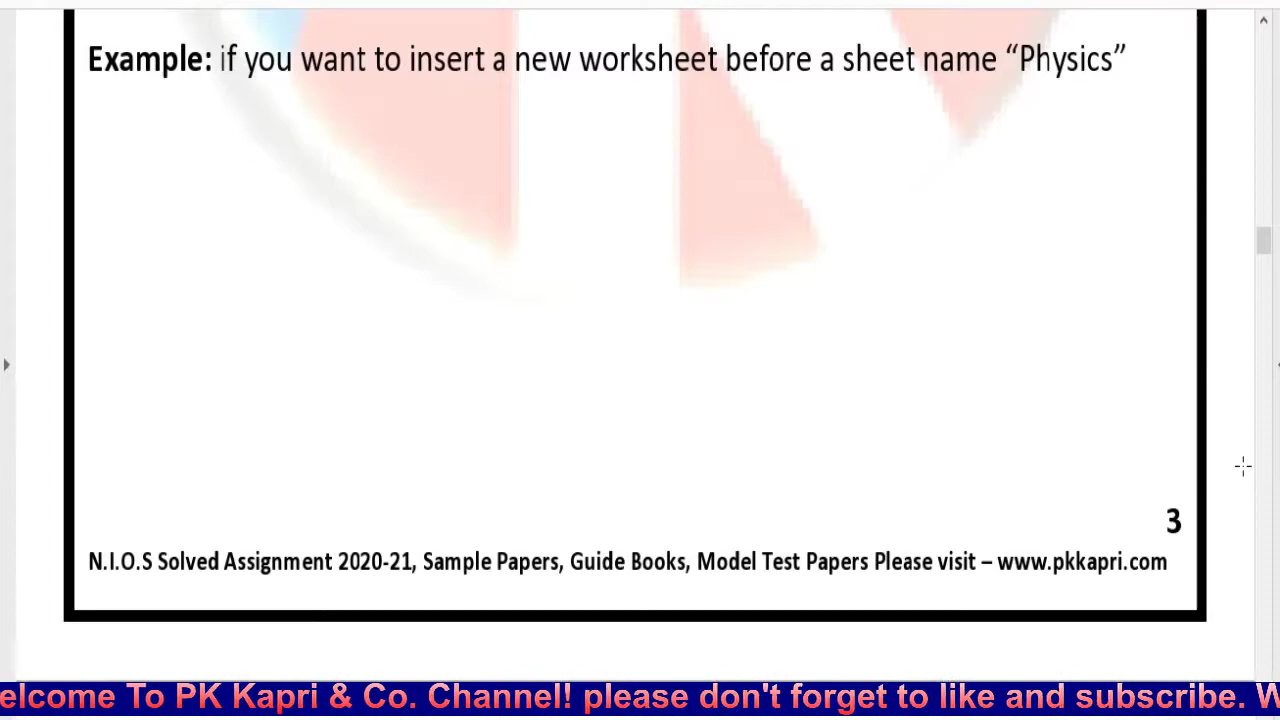 Example: if you want to insert a new worksheet before a sheet name “Physics”
3
N.I.O.S Solved Assignment 2020-21, Sample Papers, Guide Books, Model Test Papers Please visit – www.pkkapri.com
elcome To PK Kapri & Co. Channel! please don't forget to like and subscribe. W